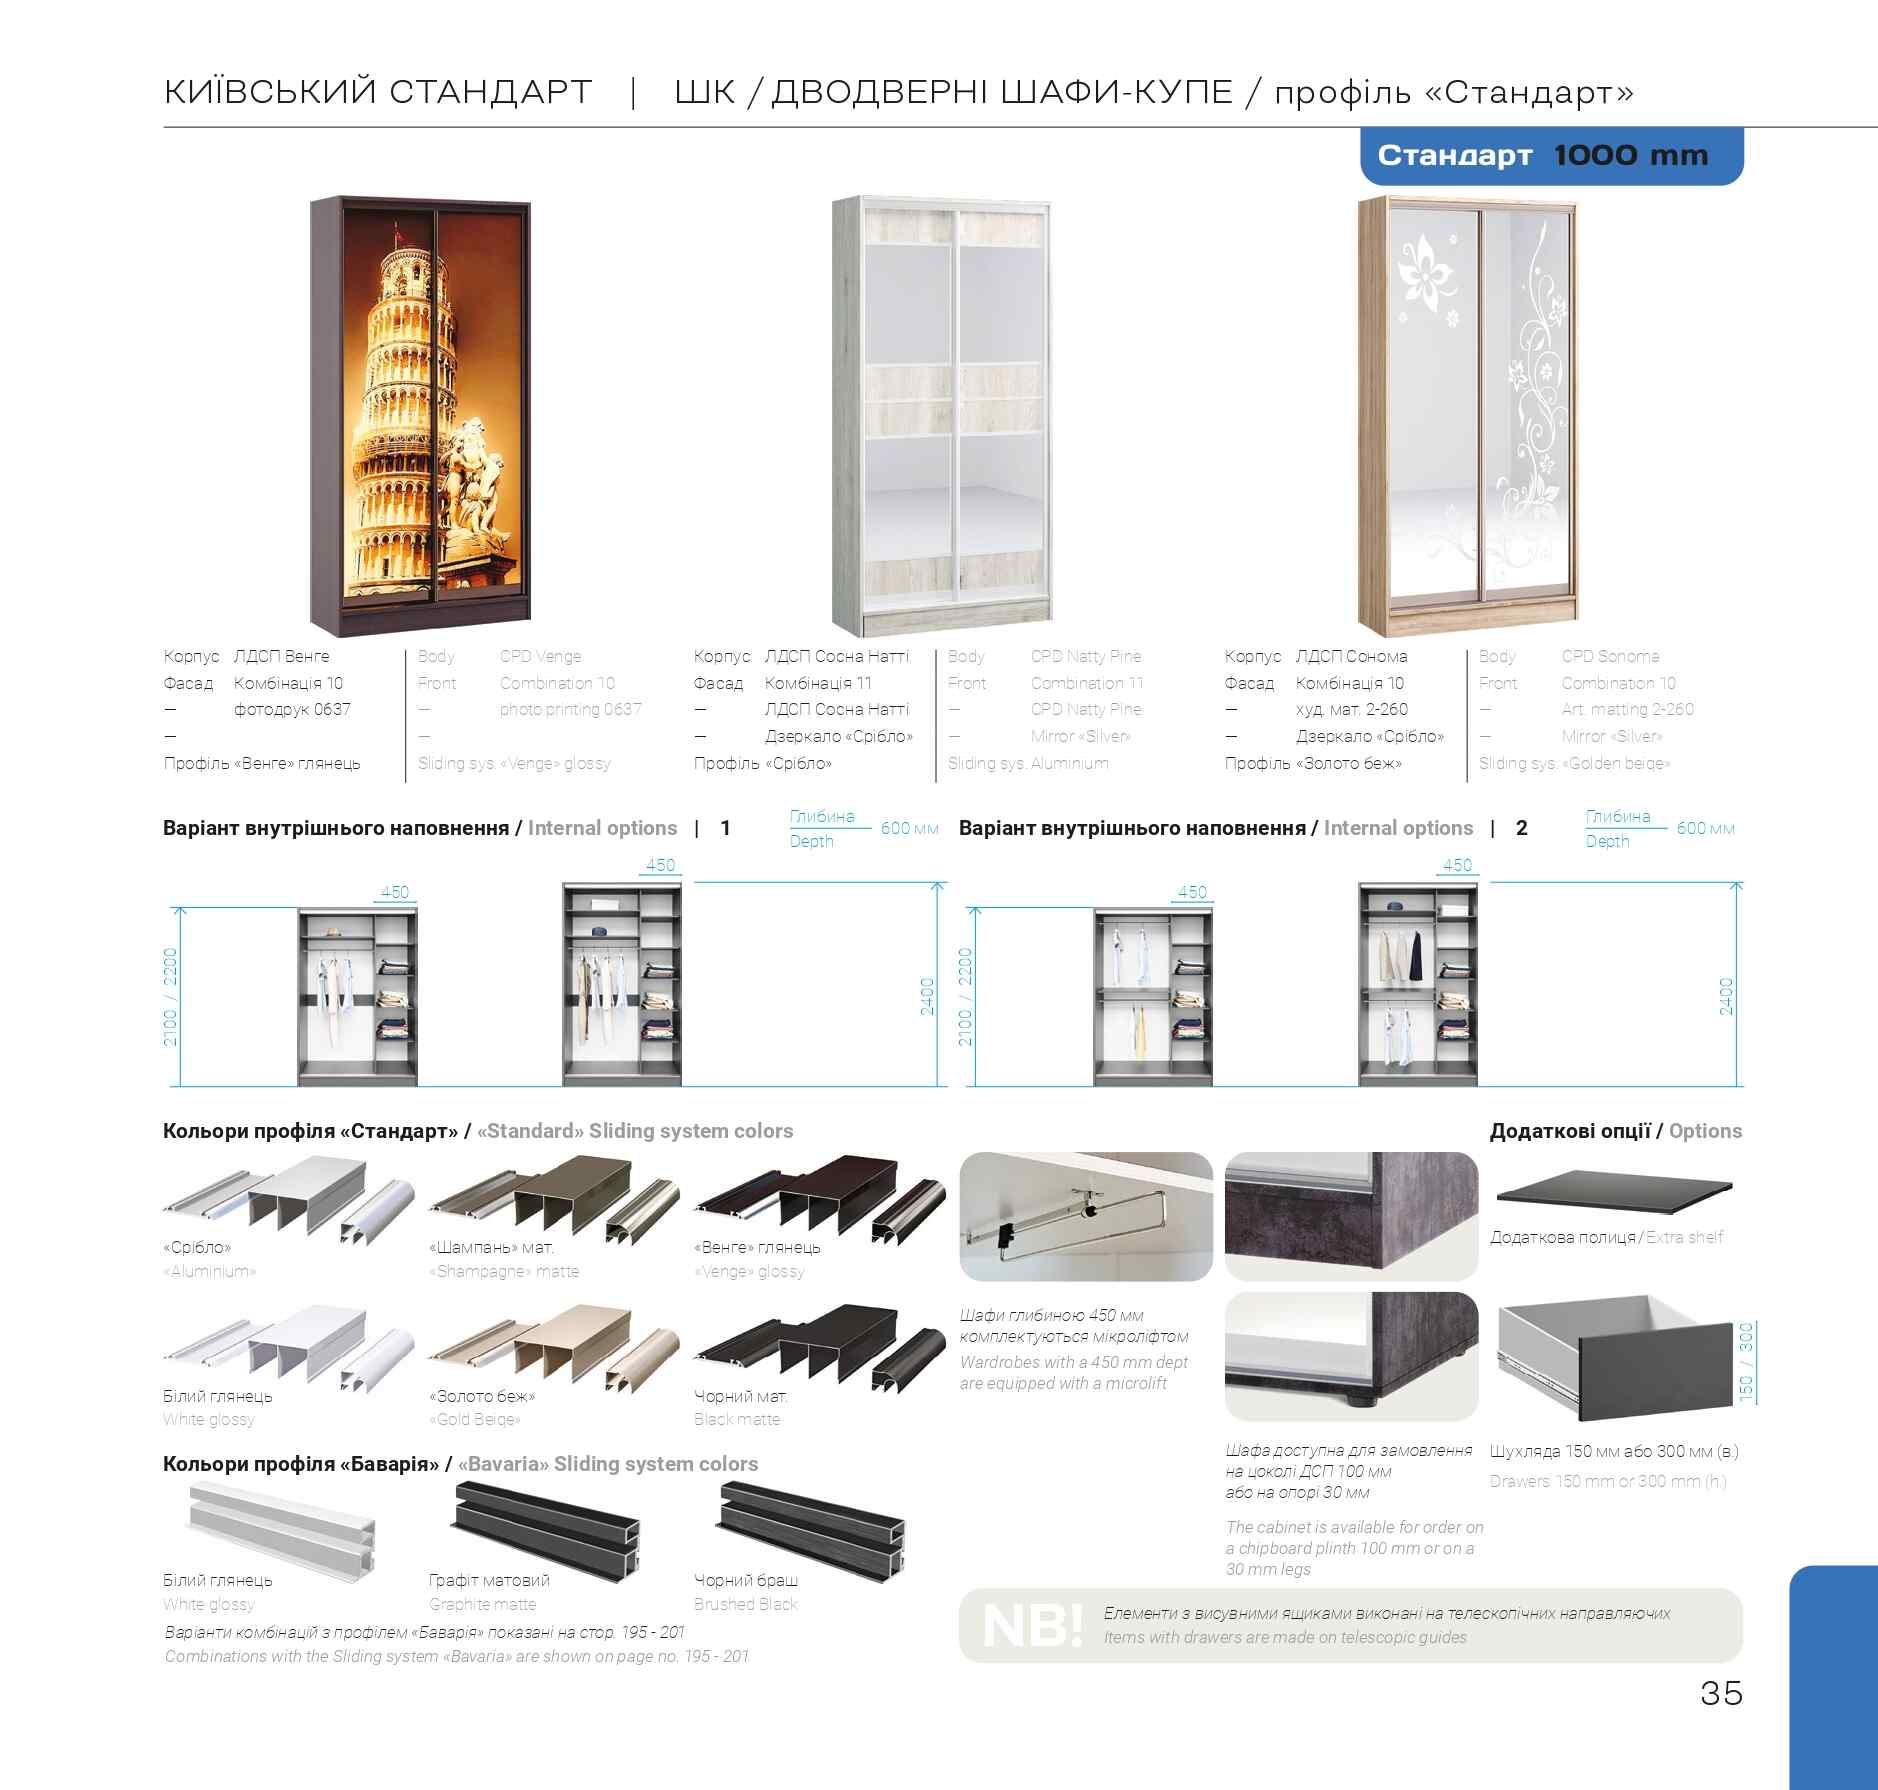 КИЇВСЬКИЙ СТАНДАРТ | ШК / ДВОДВЕРНІ ШАФИ-КУПЕ / профіль «Стандарт»
Стандарт 1000 mm
Корпус ЛДСП Венге
Фасад Комбінація 10
— фотодрук 0637
—
Профіль «Венге» глянець
Body CPD Venge
Front Combination 10
— photo printing 0637
—
Sliding sys. «Venge» glossy
Корпус ЛДСП Сосна Натті
Фасад Комбінація 11
— ЛДСП Сосна Натті
— Дзеркало «Срібло»
Профіль «Срібло»
Body CPD Natty Pine
Front Combination 11
— CPD Natty Pine
— Mirror «Silver»
Sliding sys. Aluminium
Корпус ЛДСП Сонома
Фасад Комбінація 10
— худ. мат. 2-260
— Дзеркало «Срібло»
Профіль «Золото беж»
Body CPD Sonoma
Front Combination 10
— Art. matting 2-260
— Mirror «Silver»
Sliding sys. «Golden beige»
Варіант внутрішнього наповнення / Internal options | 1
Глибина
Depth
600 мм
450
450
2100 / 2200
2400
Варіант внутрішнього наповнення / Internal options | 2
Глибина
Depth
600 мм
450
450
2100 / 2200
2400
Кольори профіля «Стандарт» / «Standard» Sliding system colors
«Срібло»
«Aluminium»
«Шампань» мат.
«Shampagne» matte
«Венге» глянець
«Venge» glossy
Білий глянець
White glossy
«Золото беж»
«Gold Beige»
Чорний мат.
Black matte
Кольори профіля «Баварія» / «Bavaria» Sliding system colors
Білий глянець
White glossy
Графіт матовий
Graphite matte
Чорний браш
Brushed Black
Варіанти комбінацій з профілем «Баварія» показані на стор. 195 - 201
Combinations with the Sliding system «Bavaria» are shown on page no. 195 - 201
Шафи глибиною 450 мм
комплектуються мікроліфтом
Wardrobes with a 450 mm dept
are equipped with a microlift
Шафа доступна для замовлення
на цоколі ДСП 100 мм
або на опорі 30 мм
The cabinet is available for order on
a chipboard plinth 100 mm or on a
30 mm legs
Додаткові опції / Options
Додаткова полиця / Extra shelf
150 / 300
Шухляда 150 мм або 300 мм (в.)
Drawers 150 mm or 300 mm (h.)
NB!
Елементи з висувними ящиками виконані на телескопічних направляючих
Items with drawers are made on telescopic guides
35